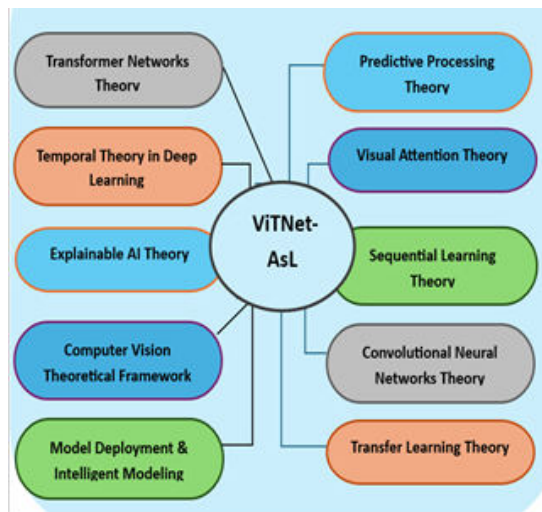 Transformer Networks
Theory
Temporal Theory in Deep
Learning
Explainable AI Theory
Computer Vision
Theoretical Framework
Model Deployment &
Intelligent Modeling
ViTNet-
AsL
Predictive Processing
Theory
Visual Attention Theory
Sequential Learning
Theory
Convolutional Neural
Networks Theory
Transfer Learning Theory